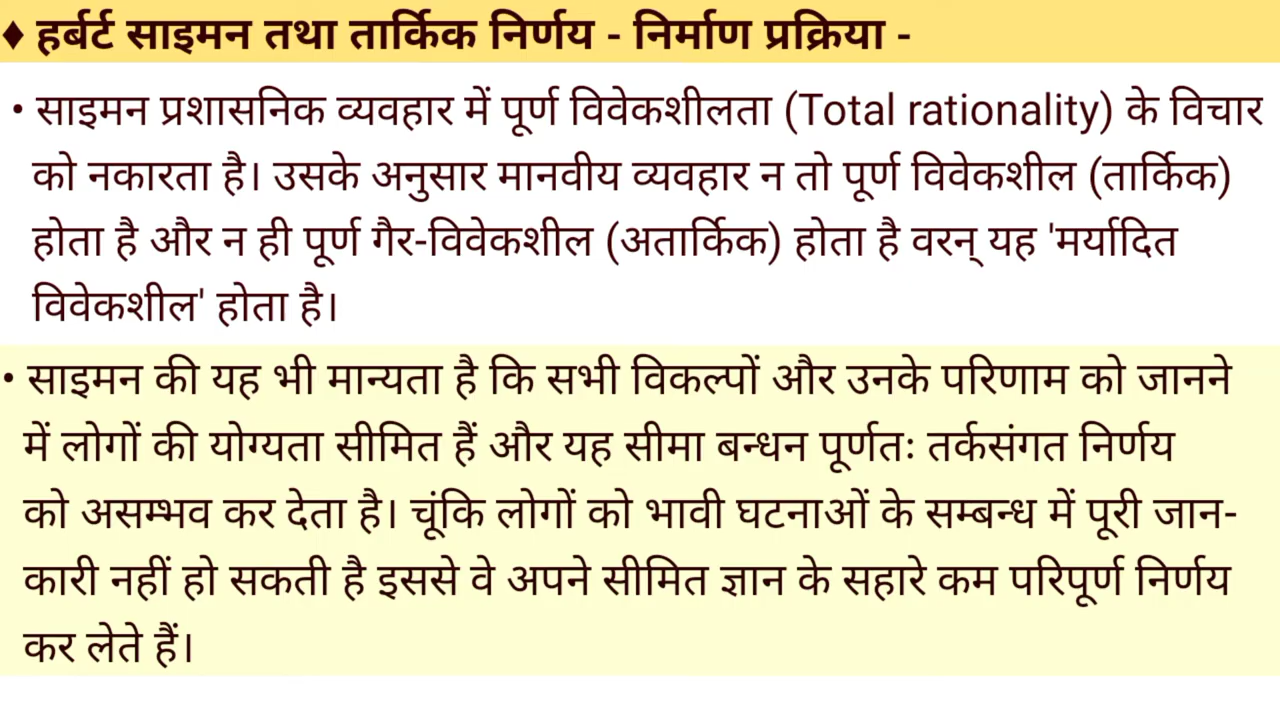 ♦ हर्बर्ट साइमन तथा तार्किक निर्णय - निर्माण प्रक्रिया -
• साइमन प्रशासनिक व्यवहार में पूर्ण विवेकशीलता (Total rationality) के विचार
को नकारता है। उसके अनुसार मानवीय व्यवहार न तो पूर्ण विवेकशील (तार्किक)
होता है और न ही पूर्ण गैर-विवेकशील (अतार्किक) होता है वरन् यह 'मर्यादित
विवेकशील' होता है।
• साइमन की यह भी मान्यता है कि सभी विकल्पों और उनके परिणाम को जानने
में लोगों की योग्यता सीमित हैं और यह सीमा बन्धन पूर्णतः तर्कसंगत निर्णय
को असम्भव कर देता है। चूंकि लोगों को भावी घटनाओं के सम्बन्ध में पूरी जान-
कारी नहीं हो सकती है इससे वे अपने सीमित ज्ञान के सहारे कम परिपूर्ण निर्णय
कर लेते हैं।